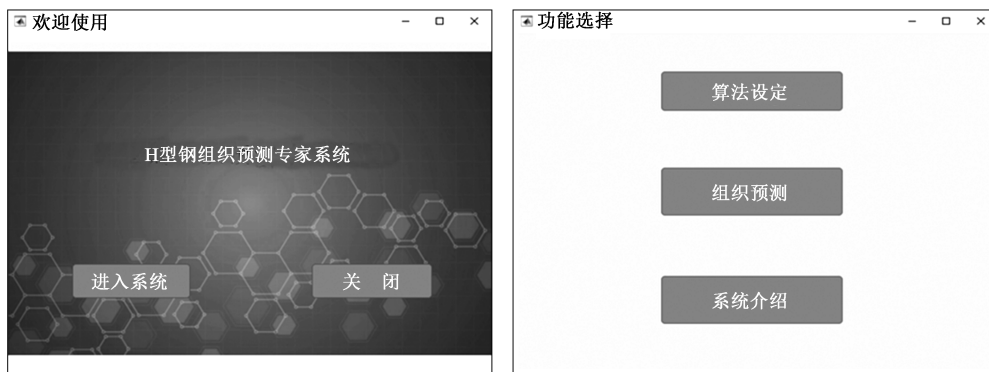 欢迎使用
H型钢组织预测专家系统
进入系统
关 闭
功能选择
算法设定
组织预测
系统介绍